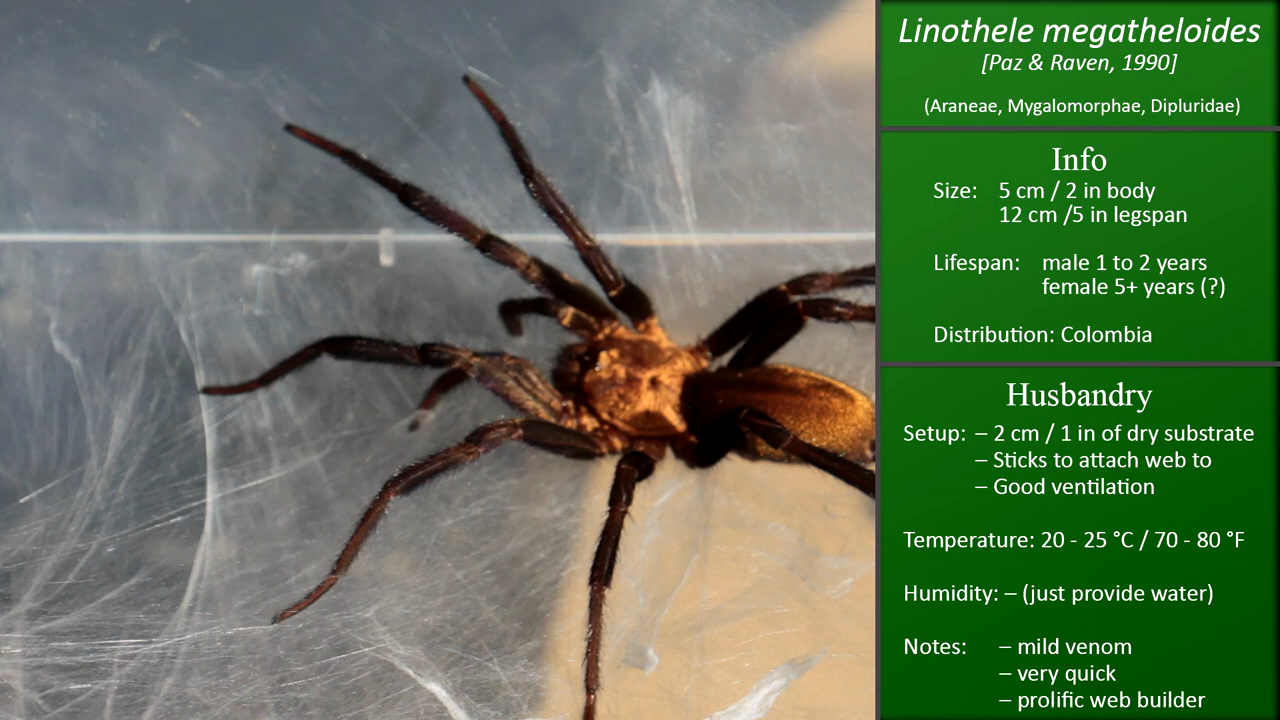 Linothele megatheloides
[Paz & Raven, 1990]
(Araneae, Mygalomorphae, Dipluridae)
Info
Size: 5 cm / 2 in body
12 cm /5 in legspan
Lifespan: male 1 to 2 years
female 5+ years (?)
Distribution: Colombia
Husbandry
Setup: – 2 cm / 1 in of dry substrate
– Sticks to attach web to
– Good ventilation
Temperature: 20 - 25 °C / 70 - 80 °F
Humidity: – (just provide water)
Notes: – mild venom
– very quick
– prolific web builder